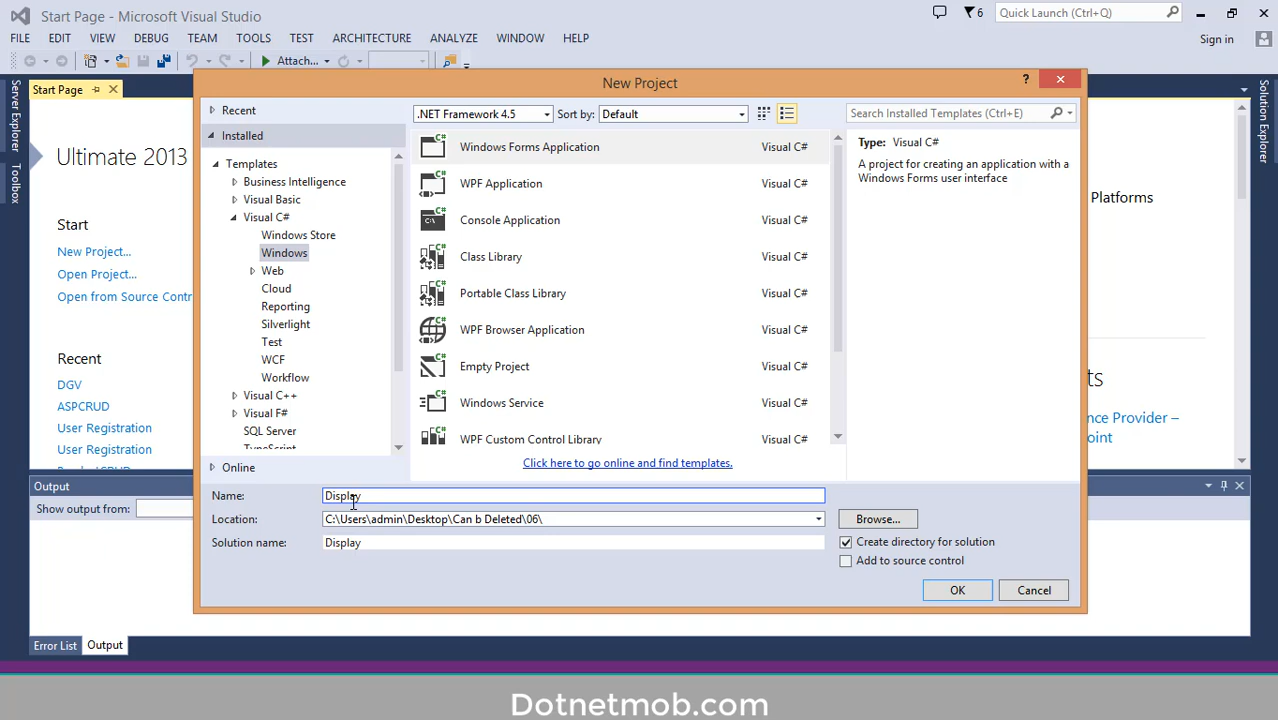 Start Page - Microsoft Visual Studio
6
Quick Launch (Ctrl+Q)
FILE EDIT VIEW DEBUG TEAM TOOLS TEST ARCHITECTURE ANALYZE WINDOW HELP
Sign in
Attach...
Server Explorer
Toolbox
Solution Explorer
Start Page
Ultimate 2013
Start
New Project...
Open Project...
Open from Source Contr
Recent
DGV
ASPCRUD
User Registration
User Registration
Platforms
ts
nce Provider –
oint
New Project
?
Recent
Installed
Templates
Business Intelligence
Visual Basic
Visual C#
Windows Store
Windows
Web
Cloud
Reporting
Silverlight
Test
WCF
Workflow
Visual C++
Visual F#
SQL Server
TypeScript
Online
.NET Framework 4.5 Sort by: Default
Search Installed Templates (Ctrl+E)
Windows Forms Application Visual C#
WPF Application Visual C#
Console Application Visual C#
Class Library Visual C#
Portable Class Library Visual C#
WPF Browser Application Visual C#
Empty Project Visual C#
Windows Service Visual C#
WPF Custom Control Library Visual C#
Click here to go online and find templates.
Type: Visual C#
A project for creating an application with a
Windows Forms user interface
Name: Display
Location: C:\Users\admin\Desktop\Can b Deleted\06\
Browse...
Solution name: Display
Create directory for solution
Add to source control
OK Cancel
Output
Show output from:
Error List Output
Dotnetmob.com